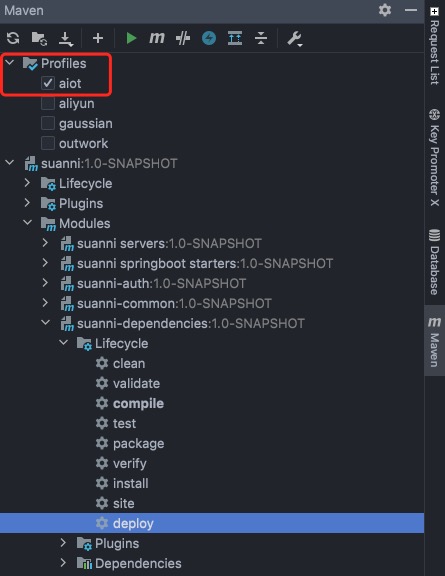 Maven
Profiles
aiot
aliyun
gaussian
outwork
suanni:1.0-SNAPSHOT
Lifecycle
Plugins
Modules
suanni servers:1.0-SNAPSHOT
suanni springboot starters:1.0-SNAPSHOT
suanni-auth:1.0-SNAPSHOT
suanni-common:1.0-SNAPSHOT
suanni-dependencies:1.0-SNAPSHOT
Lifecycle
clean
validate
compile
test
package
verify
install
site
deploy
Plugins
Dependencies
Request List
Key Promoter X
Database
m Maven